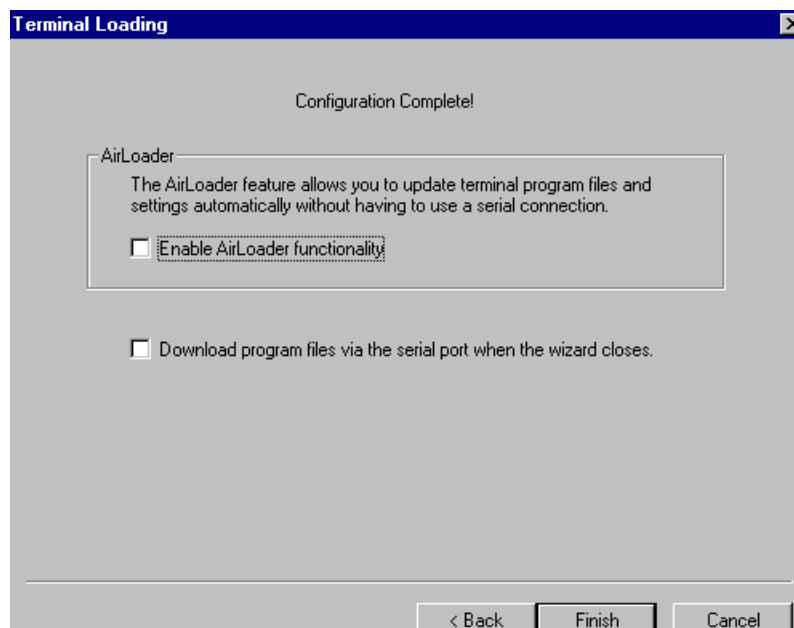 Terminal Loading
Configuration Complete!
AirLoader
The AirLoader feature allows you to update terminal program files and
settings automatically without having to use a serial connection.
Enable AirLoader functionality
Download program files via the serial port when the wizard closes.
< Back Finish Cancel